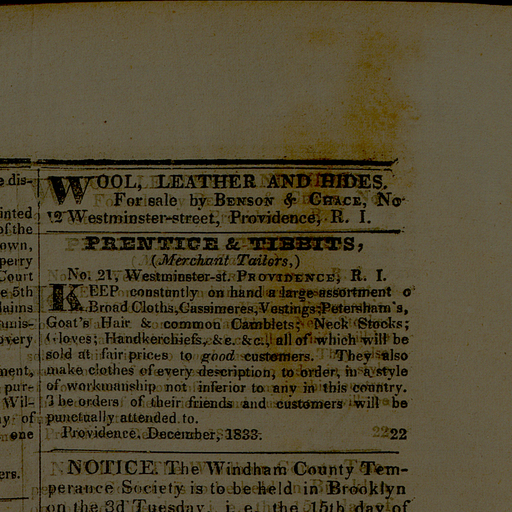 e dis-
inted
of the
own,
perry
Court
e 5th
laims
mis-
overy
ment,
pur-
Wil-
ay of
one
ers.
WOOL, LEATHER AND HIDES.
For sale by BENSON & CHACE, No
12 Westminster-street, Providence, R. I.
PRENTICE & TIBBITS,
(Merchant Tailors,)
No. 21, Westminster-st. PROVIDENCE, R. I.
KEEP constantly on hand a large assortment o
Broad Cloths, Cassimeres, Vestings; Petersham's,
Goat's Hair & common Camblets; Neck Stocks;
Gloves; Handkerchiefs, &c. &c., all of which will be
sold at fair prices to good customers. They also
make clothes of every description, to order, in a style
of workmanship not inferior to any in this country.
The orders of their friends and customers will be
punctually attended to.
Providence. December, 1833. 22
NOTICE. The Windham County Tem-
perance Society is to be held in Brooklyn
on the 3d Tuesday, i. e. the 15th day of